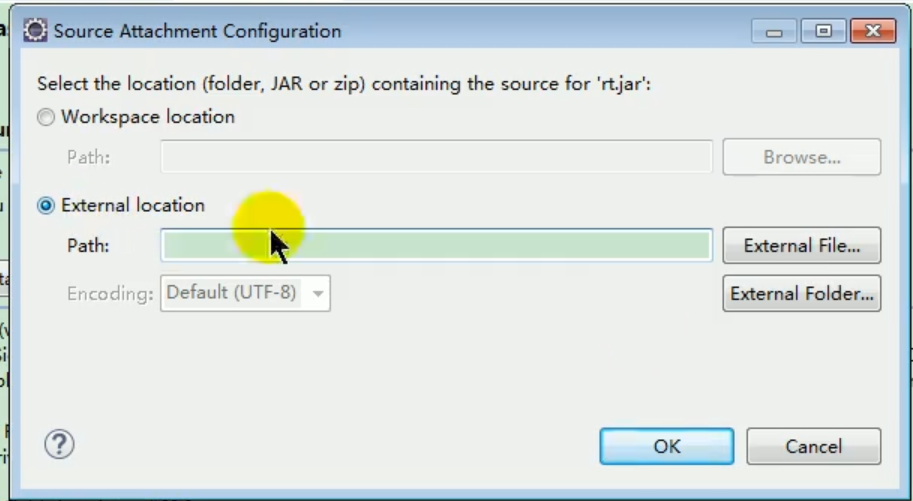 Source Attachment Configuration
Select the location (folder, JAR or zip) containing the source for 'rt.jar':
Workspace location
Path: Browse...
External location
Path: External File...
Encoding: Default (UTF-8) External Folder...
OK Cancel